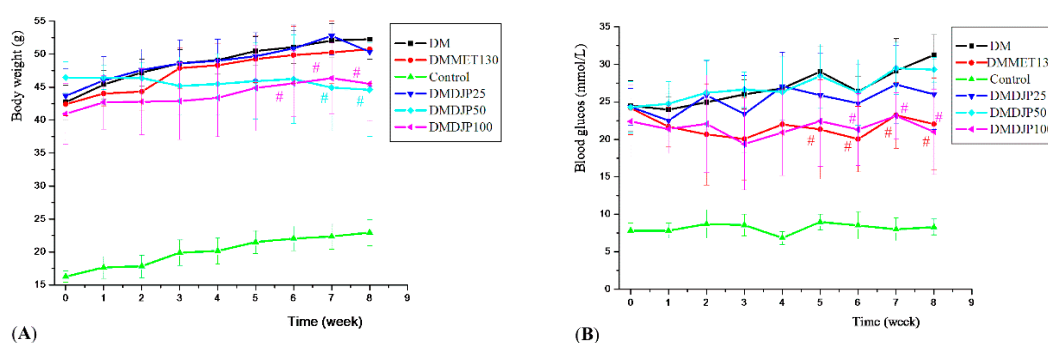 Body weight (g)
55
50
45
40
35
30
25
20
15
0 1 2 3 4 5 6 7 8 9
Time (week)
(A)
# # #
# #
DM
DMMET130
Control
DMDJP25
DMDJP50
DMDJP100
Blood glucos (mmol/L)
35
30
25
20
15
10
5
0
0 1 2 3 4 5 6 7 8 9
Time (week)
(B)
# # #
# # # #
DM
DMMET13
Control
DMDJP25
DMDJP50
DMDJP100